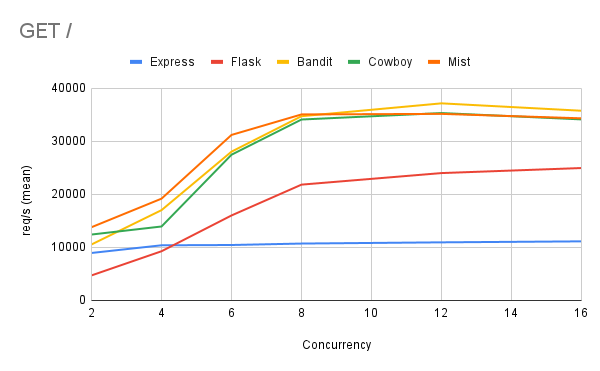 GET /
Express Flask Bandit Cowboy Mist
40000
30000
20000
10000
0
req/s (mean)
2 4 6 8 10 12 14 16
Concurrency